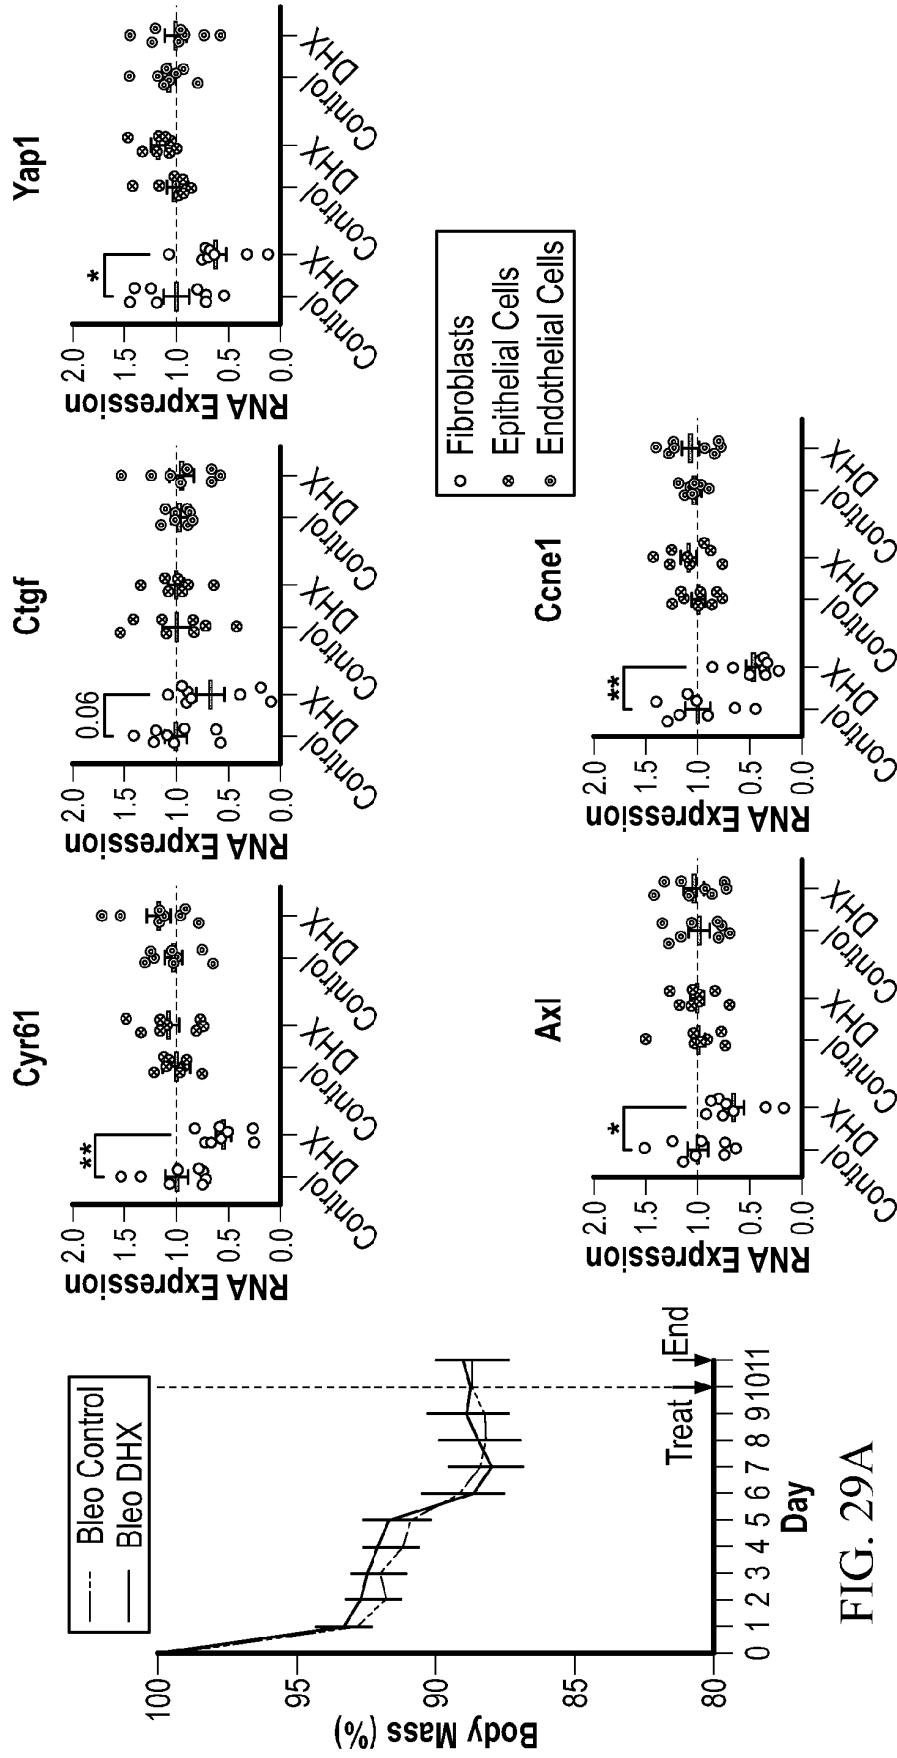 Bleo Control
Bleo DHX
Body Mass (%)
100
95
90
85
80
Treat
End
0 1 2 3 4 5 6 7 8 9 10 11
Day
Cyr61
RNA Expression
2.0
1.5
1.0
0.5
0.0
**
Control
DHX
Control
DHX
Control
DHX
Ctgf
RNA Expression
2.0
1.5
1.0
0.5
0.0
0.06
Control
DHX
Control
DHX
Control
DHX
Yap1
RNA Expression
2.0
1.5
1.0
0.5
0.0
*
Control
DHX
Control
DHX
Control
DHX
Axl
RNA Expression
2.0
1.5
1.0
0.5
0.0
*
Control
DHX
Control
DHX
Control
DHX
Ccne1
RNA Expression
2.0
1.5
1.0
0.5
0.0
**
Control
DHX
Control
DHX
Control
DHX
Fibroblasts
Epithelial Cells
Endothelial Cells
FIG. 29A